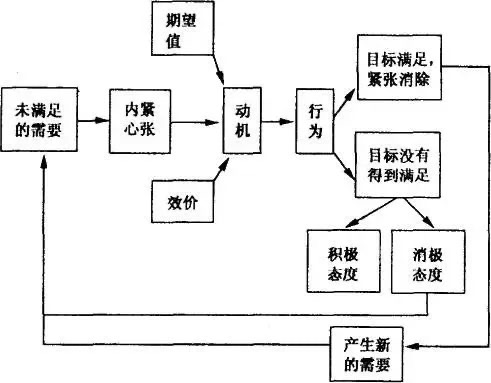 期望
值
目标满足，
紧张消除
未满足
的需要
内紧
心张
动
机
行
为
目标没有
得到满足
效价
积极
态度
消极
态度
产生新
的需要